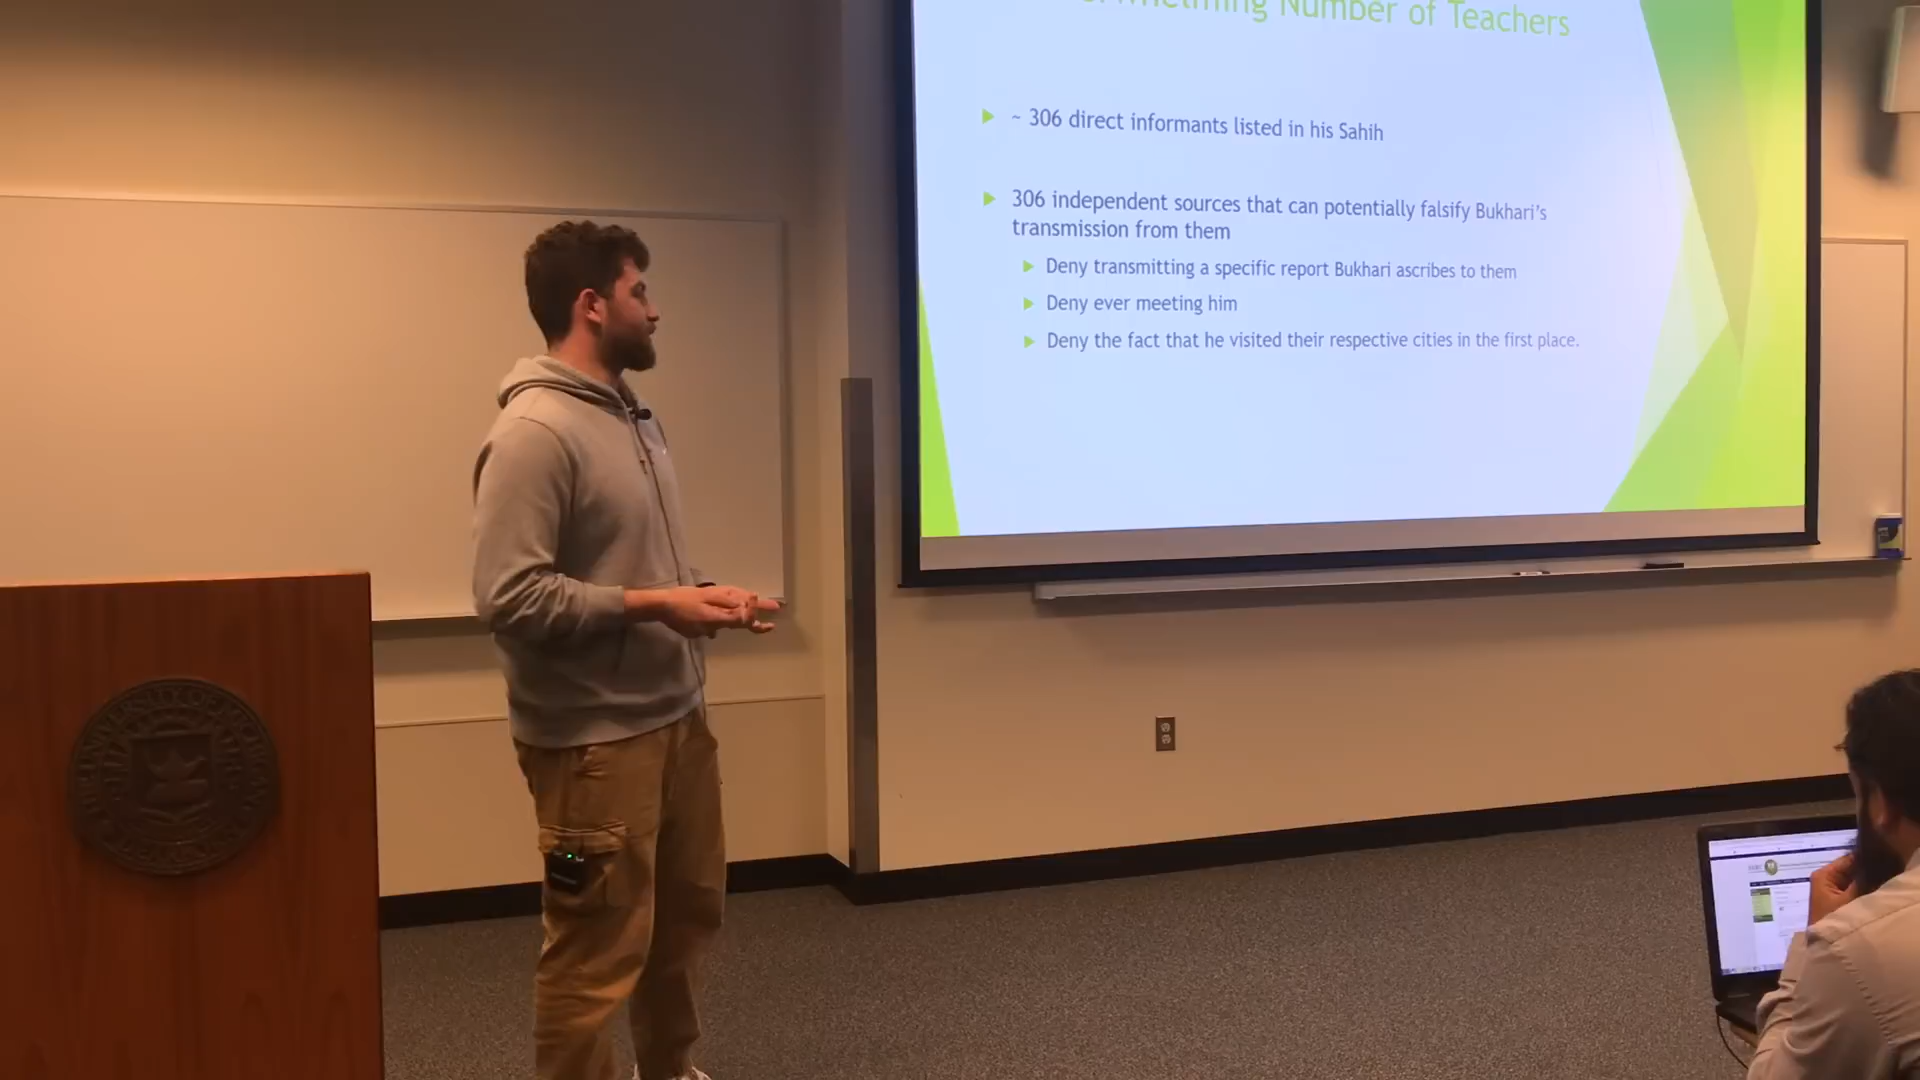 Number of Teachers
~ 306 direct informants listed in his Sahih
306 independent sources that can potentially falsify Bukhari's
transmission from them
Deny transmitting a specific report Bukhari ascribes to them
Deny ever meeting him
Deny the fact that he visited their respective cities in the first place.